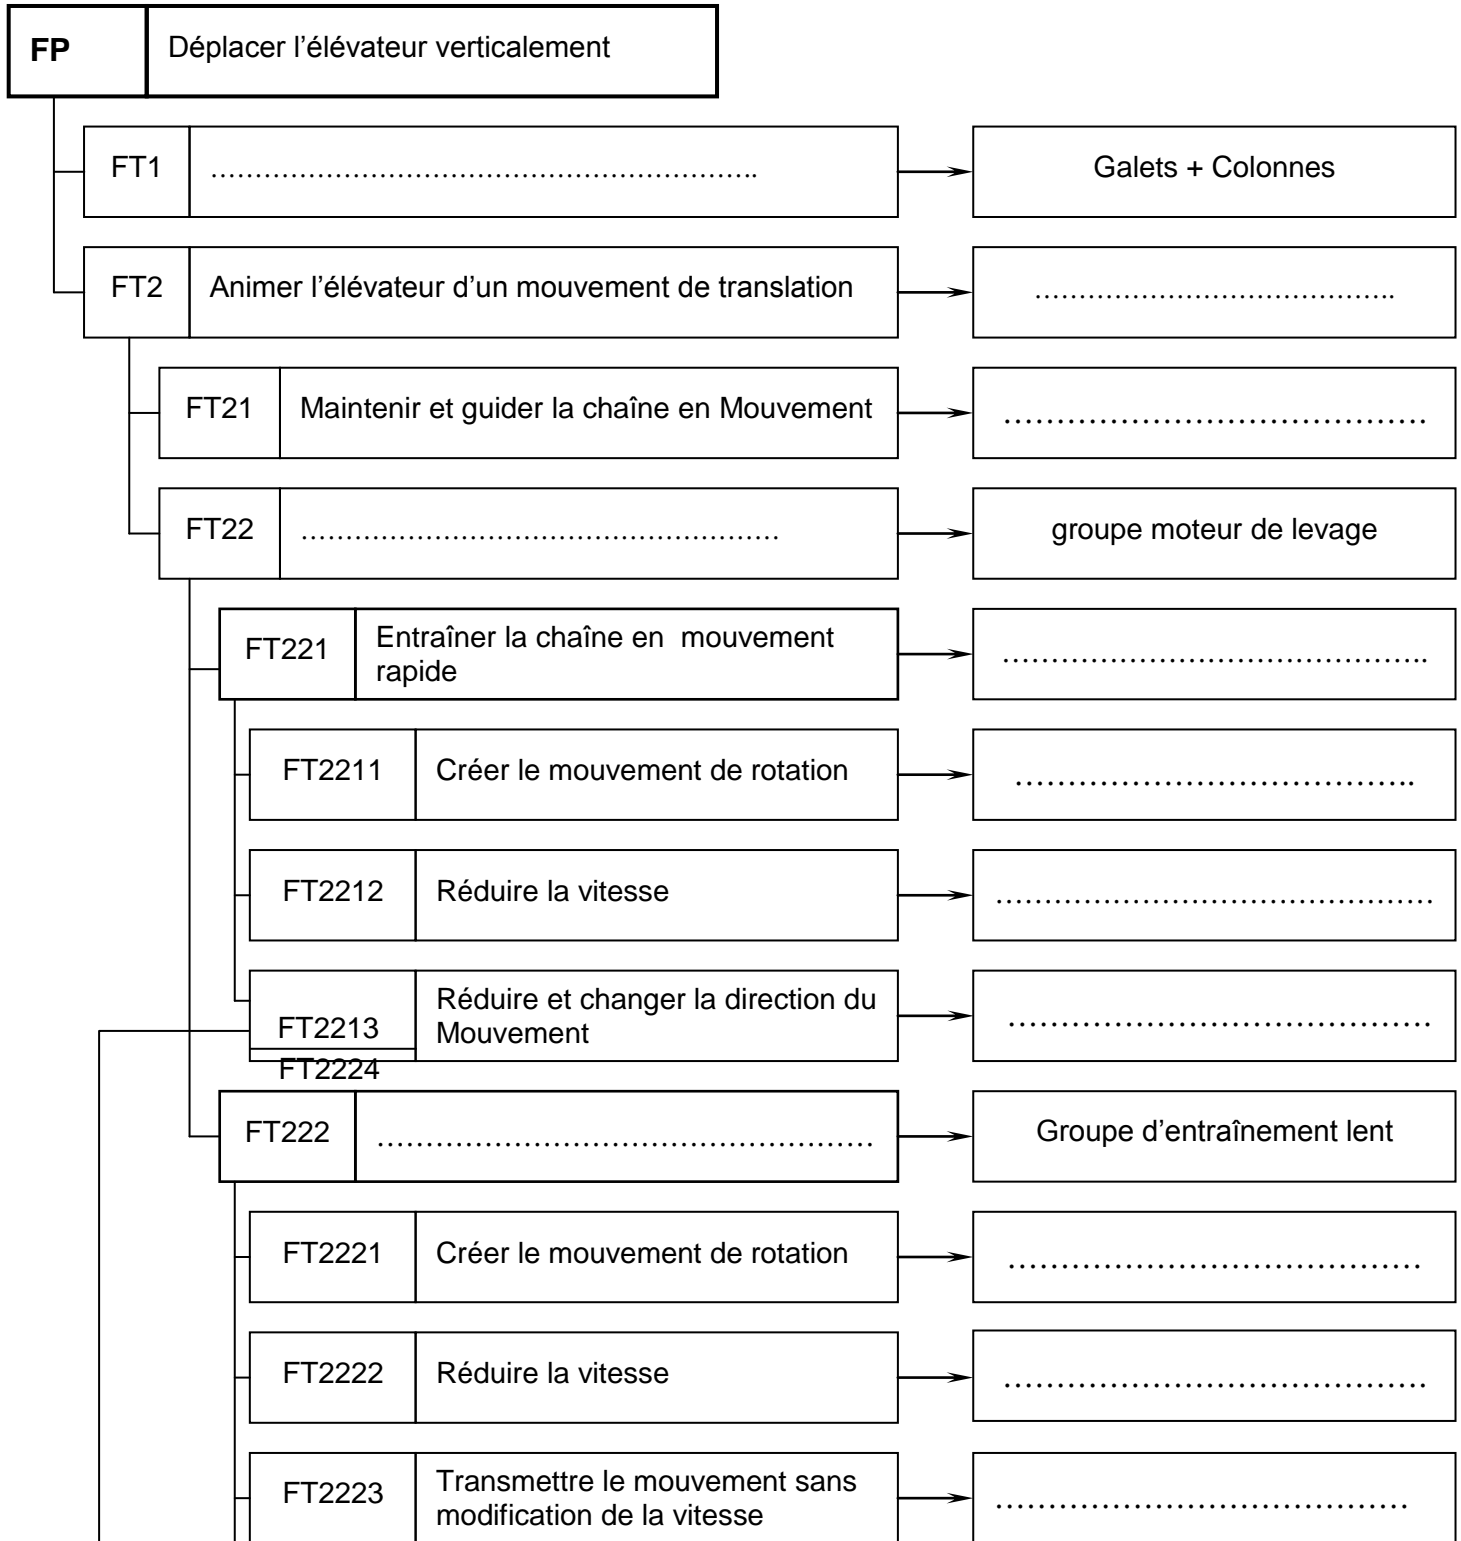 FP Déplacer l’élévateur verticalement
FT1 ……………………………………………………….. Galets + Colonnes
FT2 Animer l’élévateur d’un mouvement de translation …………………………………..
FT21 Maintenir et guider la chaîne en Mouvement …………………………………
FT22 ……………………………………………… groupe moteur de levage
FT221 Entraîner la chaîne en mouvement
rapide ………………………………….
FT2211 Créer le mouvement de rotation ………………………………..
FT2212 Réduire la vitesse …………………………………
FT2213 Réduire et changer la direction du
Mouvement …………………………………
FT2224
FT222 ……………………………………………… Groupe d’entraînement lent
FT2221 Créer le mouvement de rotation …………………………………
FT2222 Réduire la vitesse …………………………………
FT2223 Transmettre le mouvement sans
modification de la vitesse …………………………………